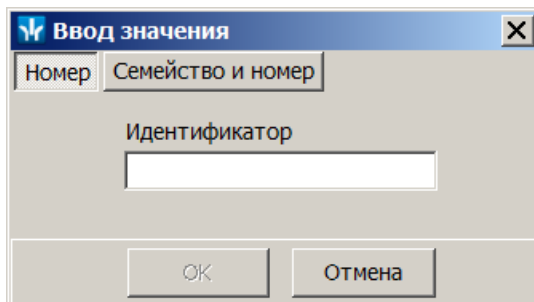 Ввод значения
Номер Семейство и номер
Идентификатор
OK Отмена